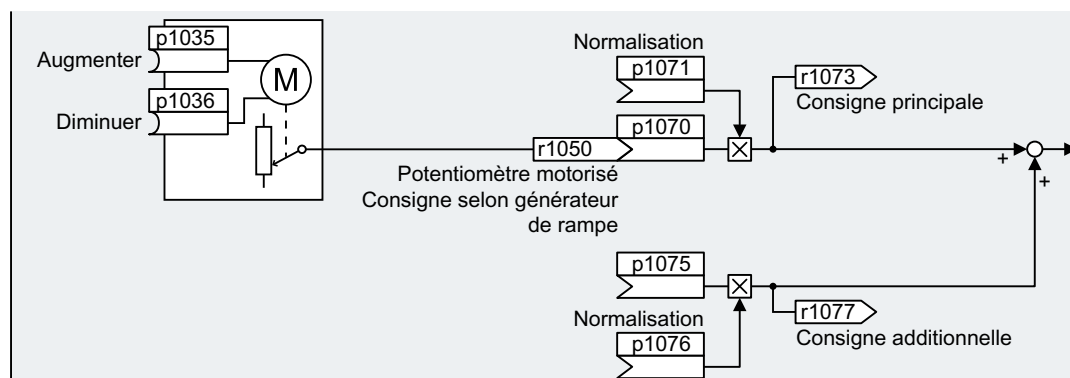 p1035
Augmenter
p1036
Diminuer
M
r1050
Potentiomètre motorisé
Consigne selon générateur
de rampe
Normalisation
p1071
p1070
r1073
Consigne principale
+
+
p1075
Normalisation
p1076
r1077
Consigne additionnelle